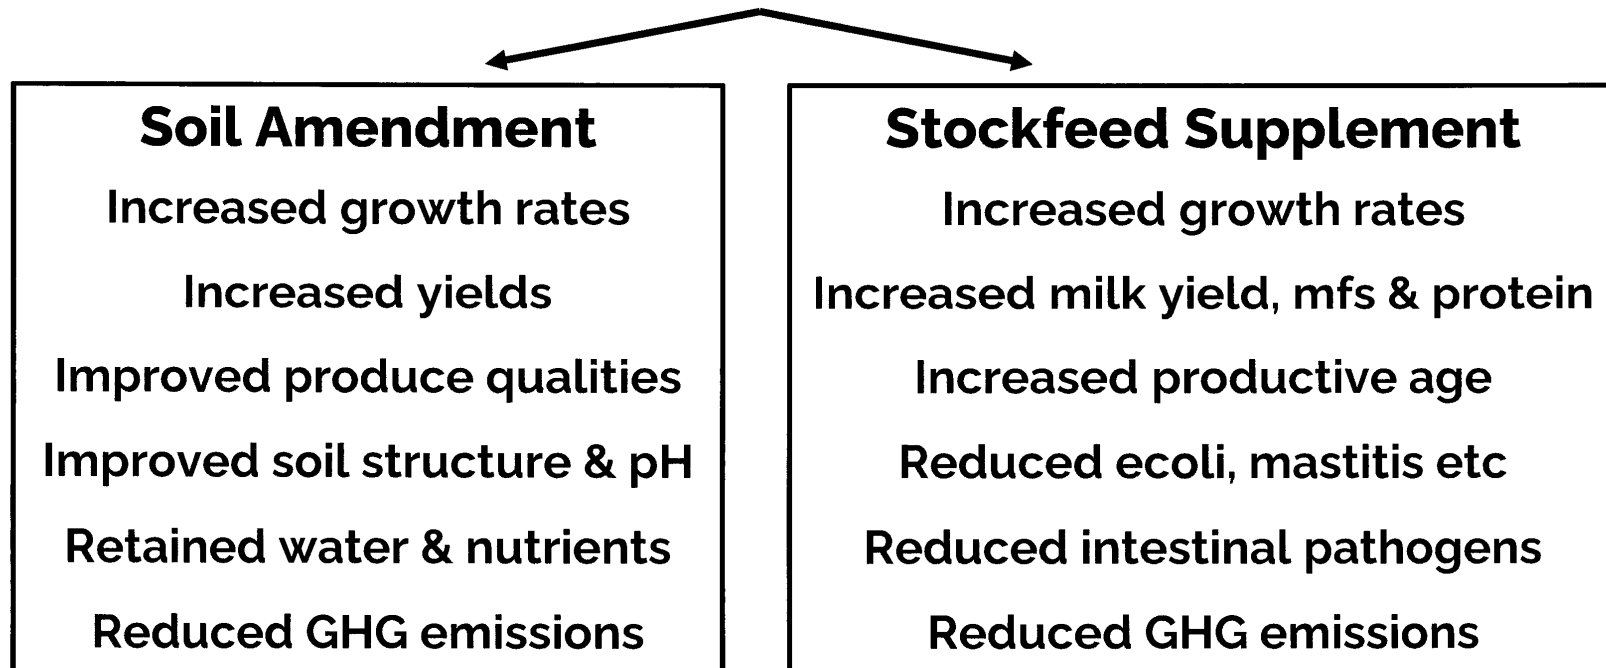 Soil Amendment
Increased growth rates
Increased yields
Improved produce qualities
Improved soil structure & pH
Retained water & nutrients
Reduced GHG emissions
Stockfeed Supplement
Increased growth rates
Increased milk yield, mfs & protein
Increased productive age
Reduced ecoli, mastitis etc
Reduced intestinal pathogens
Reduced GHG emissions